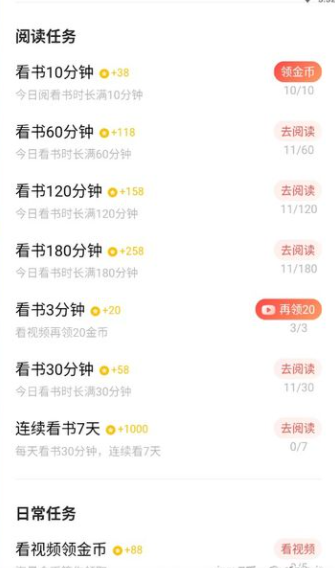 阅读任务
看书10分钟 +38 领金币
今日阅看书时长满10分钟 10/10
看书60分钟 +118 去阅读
今日看书时长满60分钟 11/60
看书120分钟 +158 去阅读
今日看书时长满120分钟 11/120
看书180分钟 +258 去阅读
今日看书时长满180分钟 11/180
看书3分钟 +20 再领20
看视频再领20金币 3/3
看书30分钟 +58 去阅读
今日看书时长满30分钟 11/30
连续看书7天 +1000 去阅读
每天看书30分钟，连续看7天 0/7
日常任务
看视频领金币 +88 看视频